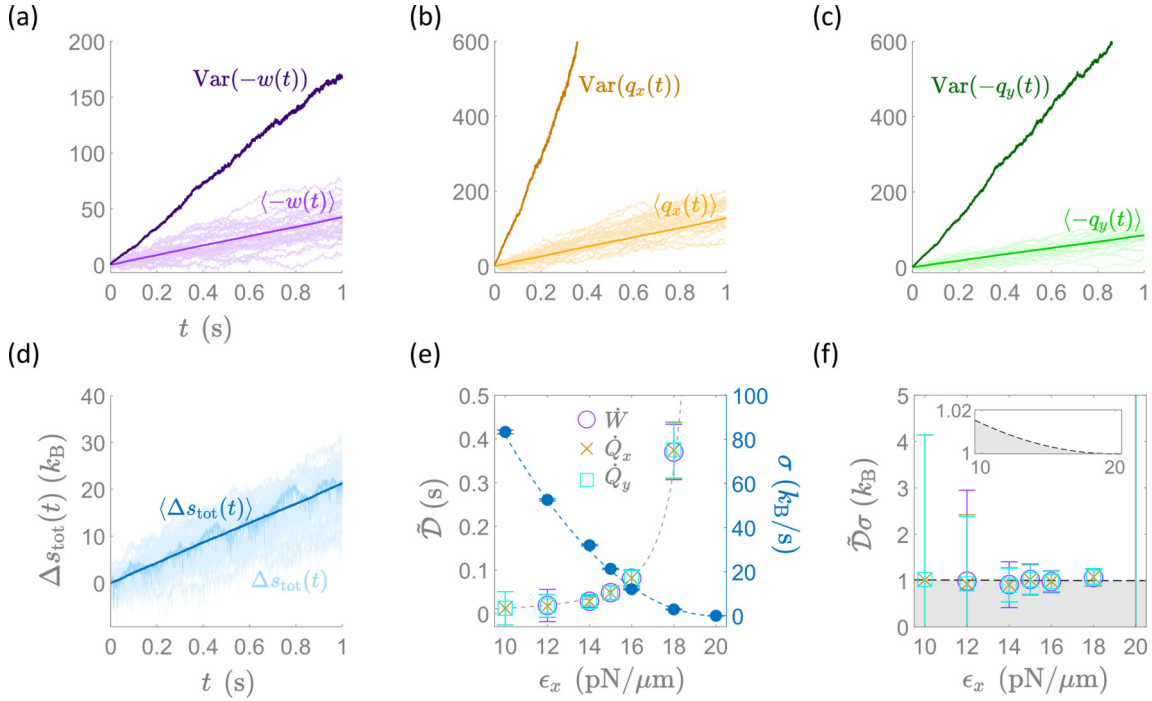 (a)
200
150
100
50
0
Var(−w(t))
⟨−w(t)⟩
0 0.2 0.4 0.6 0.8 1
t (s)
(b)
600
400
200
0
Var(q_x(t))
⟨q_x(t)⟩
0 0.2 0.4 0.6 0.8 1
(c)
600
400
200
0
Var(−q_y(t))
⟨−q_y(t)⟩
0 0.2 0.4 0.6 0.8 1
(d)
Δs_tot(t) (k_B)
40
30
20
10
0
⟨Δs_tot(t)⟩
Δs_tot(t)
0 0.2 0.4 0.6 0.8 1
t (s)
(e)
𝒟̃ (s)
0.5
0.4
0.3
0.2
0.1
0
Ẇ
Q̇_x
Q̇_y
100
80
60
40
20
0
σ (k_B/s)
10 12 14 16 18 20
ϵ_x (pN/μm)
(f)
𝒟̃σ (k_B)
5
4
3
2
1
0
1.02
1
10 20
10 12 14 16 18 20
ϵ_x (pN/μm)